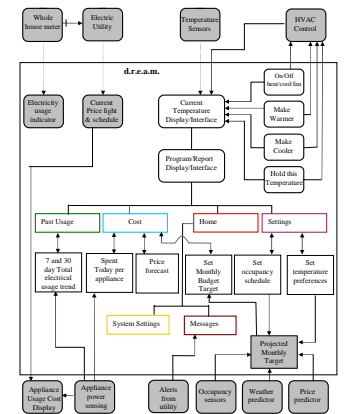 Whole
house meter
Electric
Utility
Temperature
Sensors
HVAC
Control
d.r.e.a.m.
On/Off
heat/cool/fan
Electricity
usage
indicator
Current
Price light
& schedule
Current
Temperature
Display/Interface
Make
Warmer
Make
Cooler
Program/Report
Display/Interface
Hold this
Temperature
Past Usage
Cost
Home
Settings
7 and 30
day Total
electrical
usage trend
Spent
Today per
appliance
Price
forecast
Set
Monthly
Budget
Target
Set
occupancy
schedule
Set
temperature
preferences
System Settings
Messages
Projected
Monthly
Target
Appliance
Usage Cost
Display
Appliance
power
sensing
Alerts
from
utility
Occupancy
sensors
Weather
predictor
Price
predictor